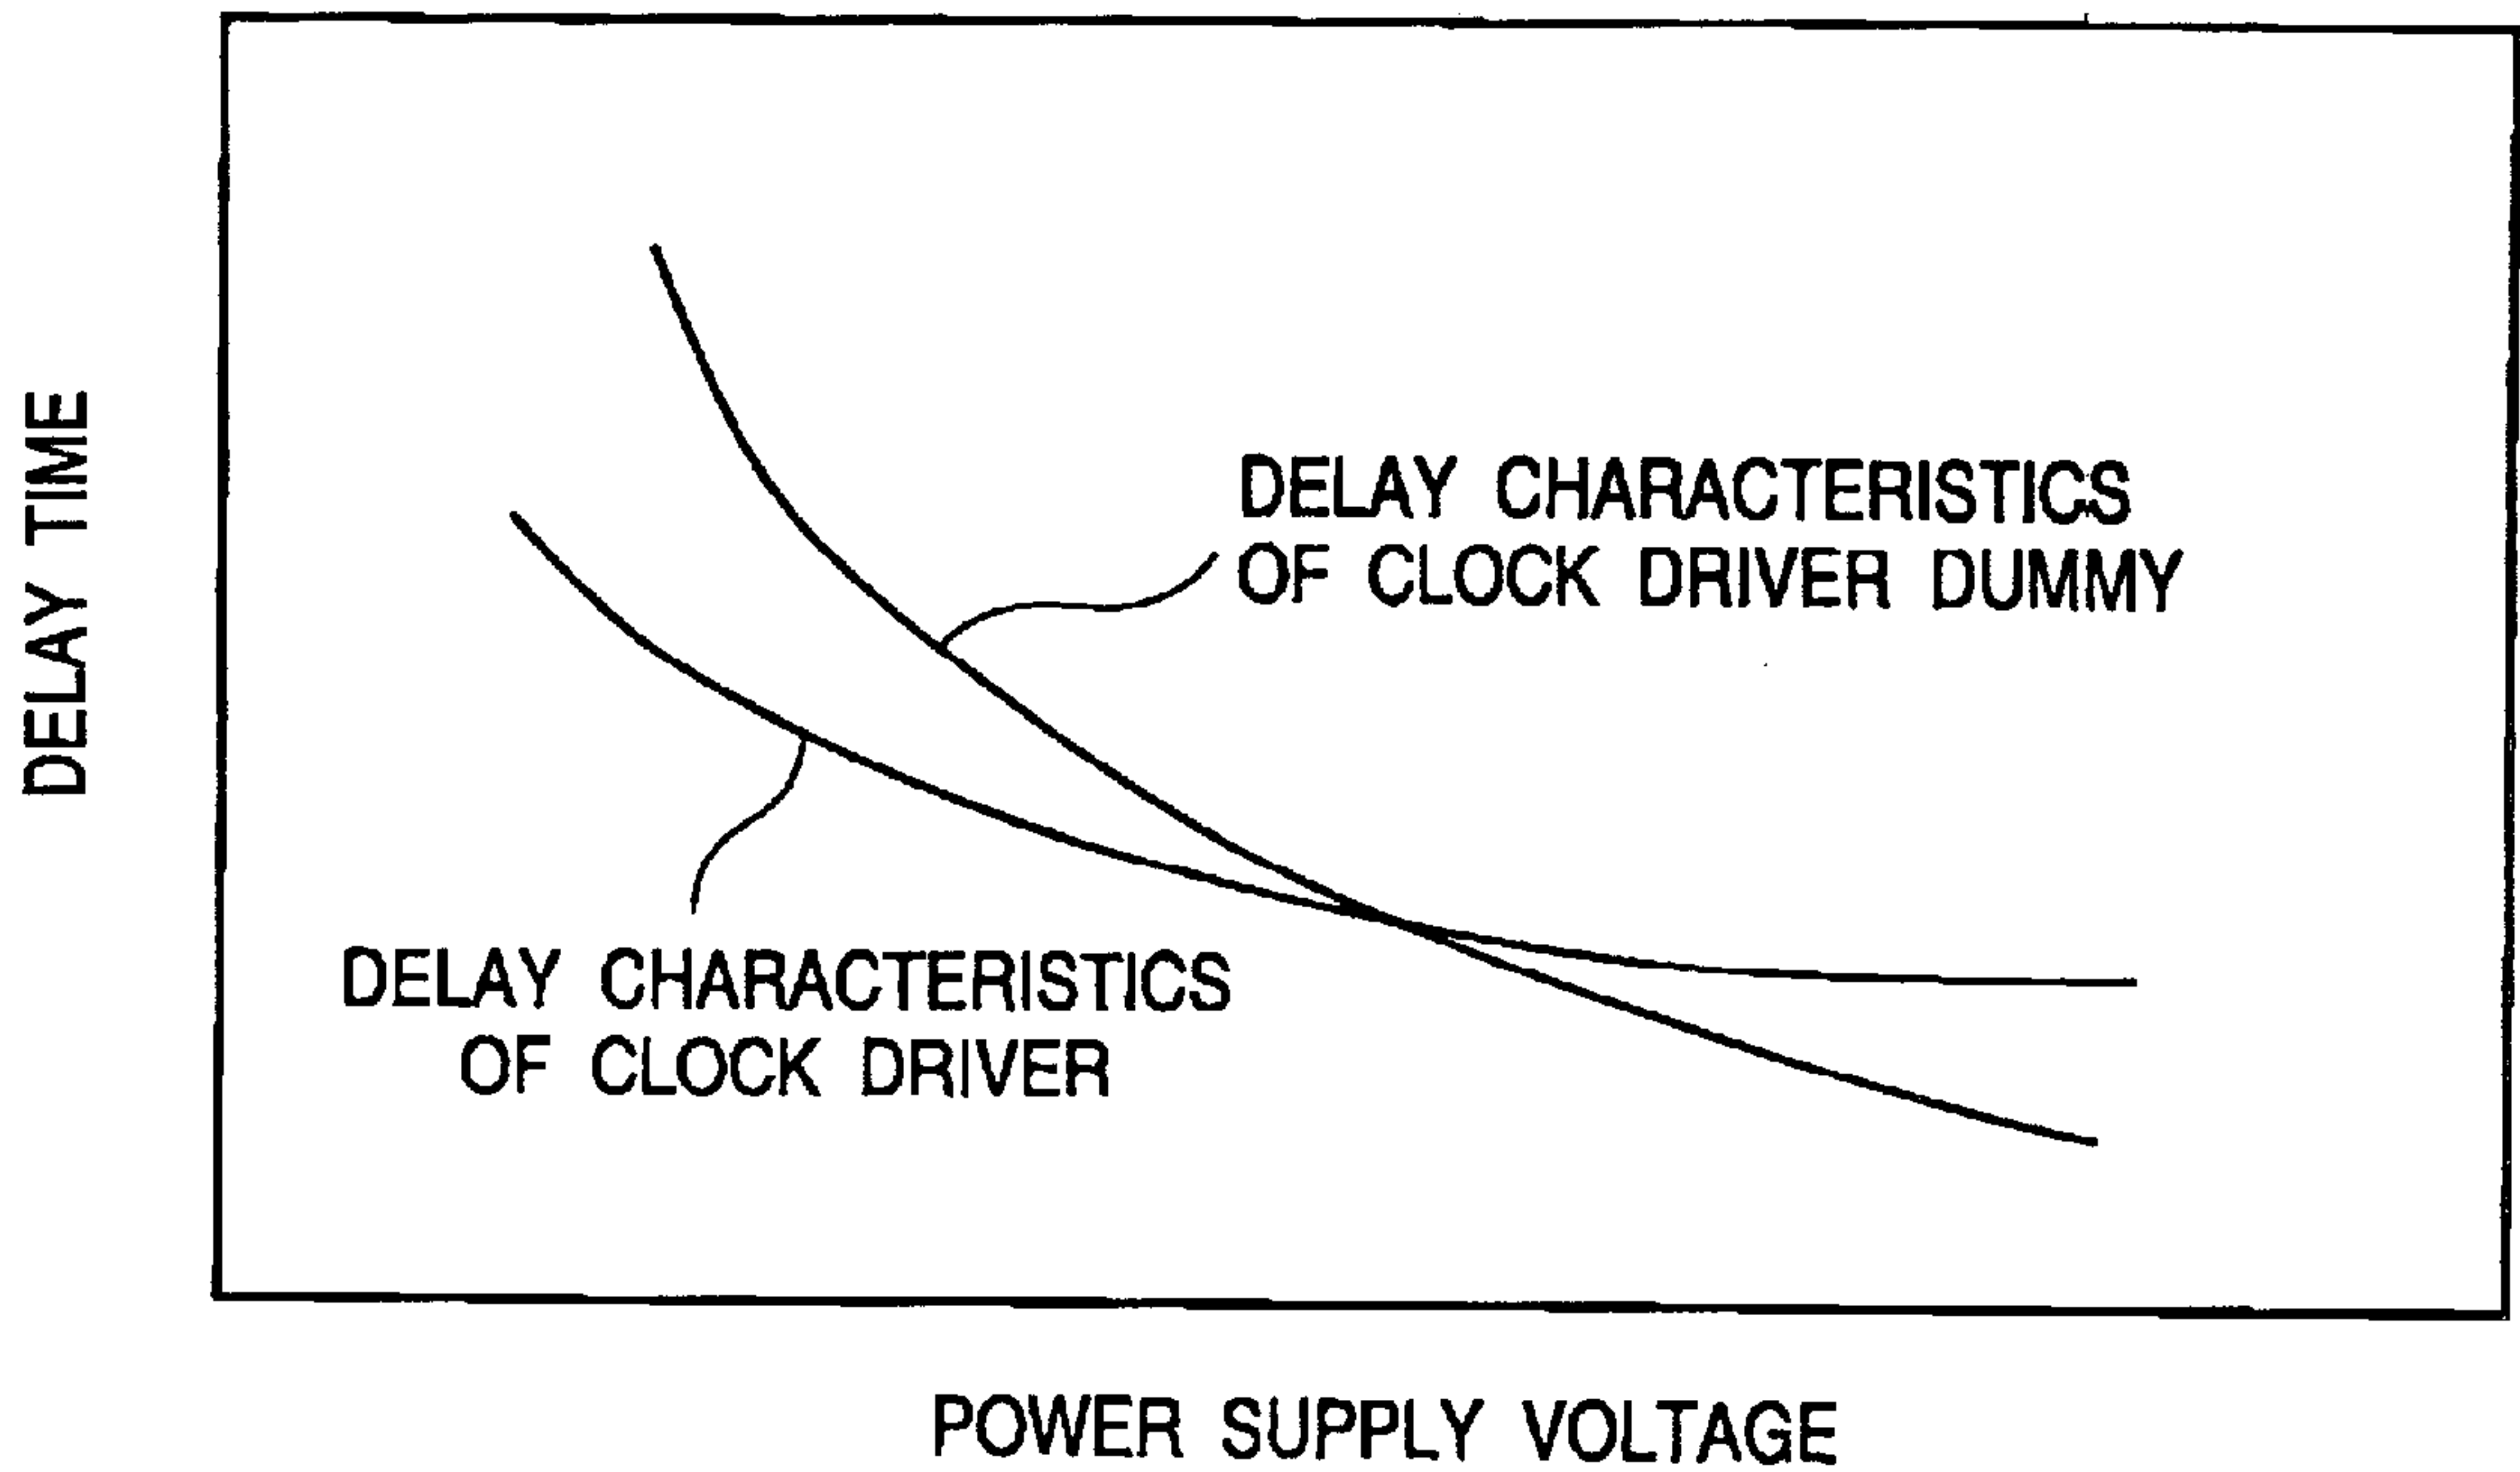 DELAY TIME
DELAY CHARACTERISTICS
OF CLOCK DRIVER DUMMY
DELAY CHARACTERISTICS
OF CLOCK DRIVER
POWER SUPPLY VOLTAGE